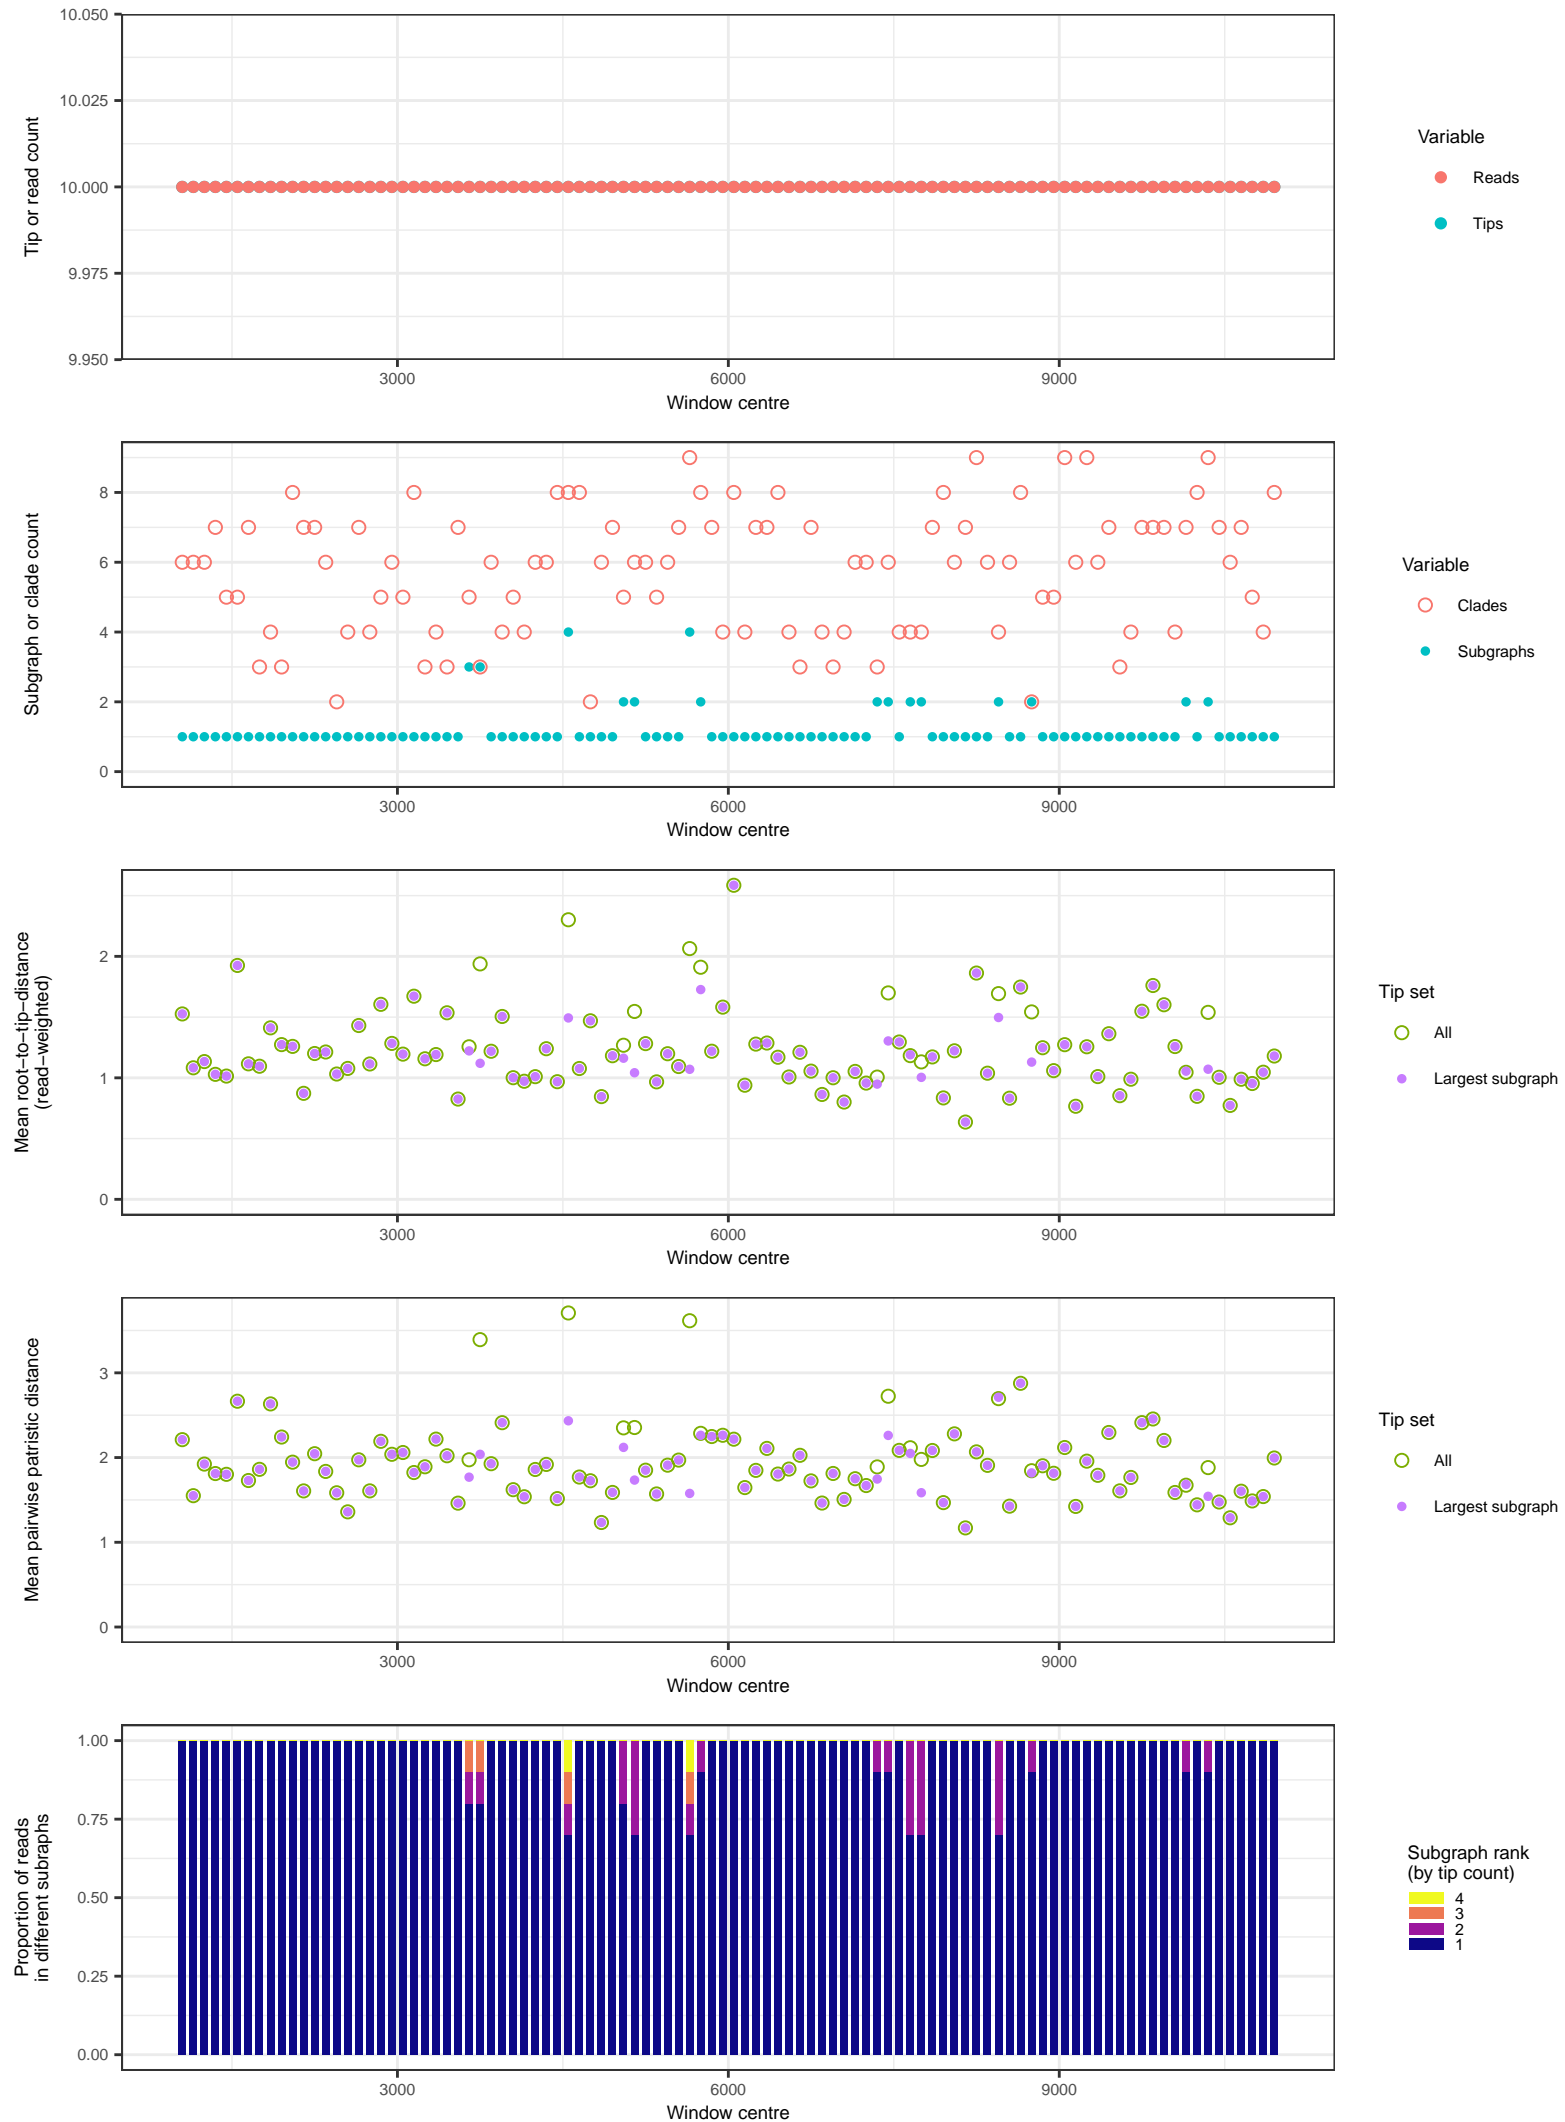 10.050
10.025
10.000
9.975
9.950
Tip or read count
3000 6000 9000
Window centre
Variable
Reads
Tips
8
6
4
2
0
Subgraph or clade count
3000 6000 9000
Window centre
Variable
Clades
Subgraphs
2
1
0
Mean root−to−tip−distance
(read−weighted)
3000 6000 9000
Window centre
Tip set
All
Largest subgraph
3
2
1
0
Mean pairwise patristic distance
3000 6000 9000
Window centre
Tip set
All
Largest subgraph
1.00
0.75
0.50
0.25
0.00
Proportion of reads
in different subraphs
3000 6000 9000
Window centre
Subgraph rank
(by tip count)
4
3
2
1